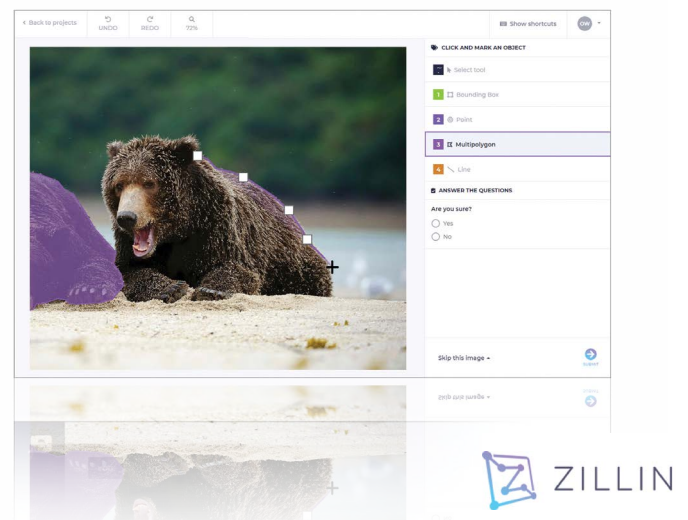 Back to projects
UNDO
REDO
72%
Show shortcuts
OW
CLICK AND MARK AN OBJECT
Select tool
1 Bounding Box
2 Point
3 Multipolygon
4 Line
ANSWER THE QUESTIONS
Are you sure?
Yes
No
Skip this image
SUBMIT
ZILLIN